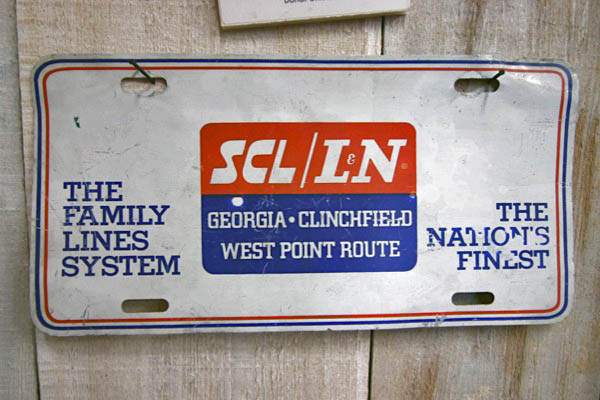 SCL/L&N
GEORGIA • CLINCHFIELD
WEST POINT ROUTE
THE
FAMILY
LINES
SYSTEM
THE
NATION'S
FINEST